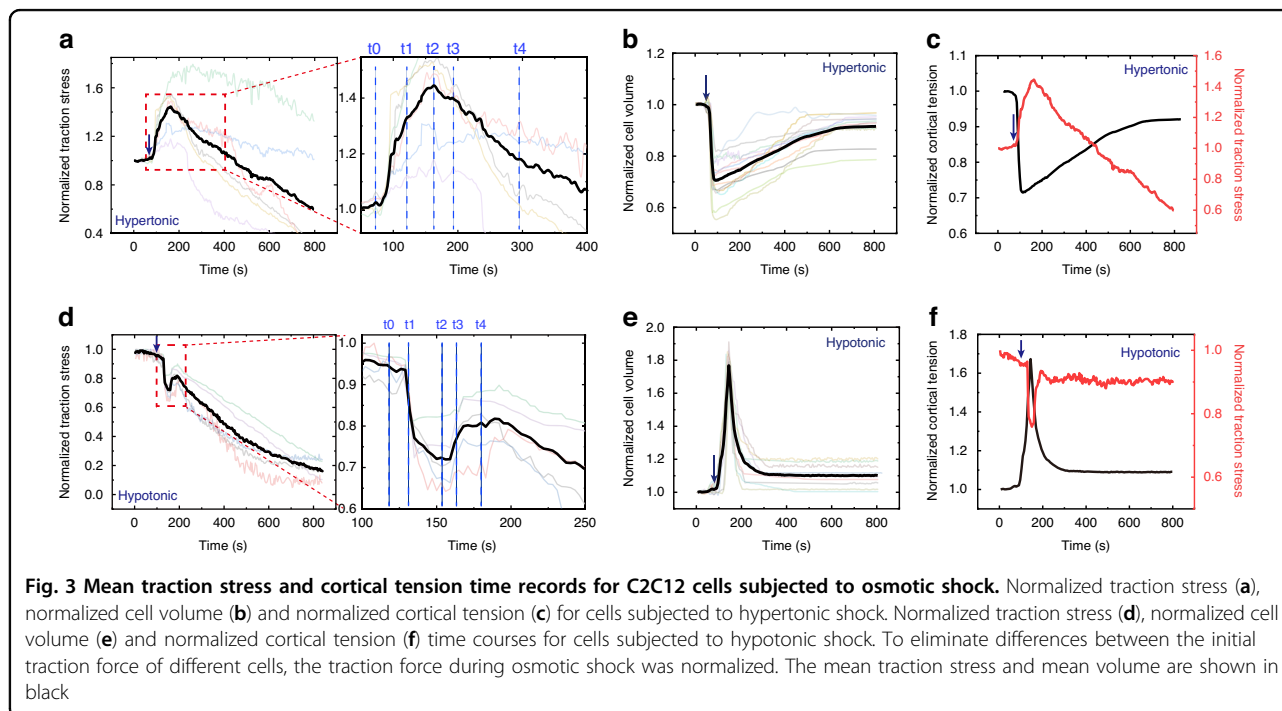 a
t0 t1 t2 t3 t4
Normalized traction stress
1.8
1.6
1.2
1.0
0.8
0.6
0.4
Hypertonic
0 200 400 600 800
Time (s)
1.4
1.2
1.0
100 200 300 400
Time (s)
b
Normalized cell volume
1.2
1.0
0.8
0.6
Hypertonic
0 200 400 600 800
Time (s)
c
Normalized cortical tension
1.1
1.0
0.9
0.8
0.7
0.6
Hypertonic
0 200 400 600 800
Time (s)
1.6
1.4
1.2
1.0
0.8
0.6
Normalized traction stress
d
t0 t1 t2 t3 t4
Normalized traction stress
1.0
0.8
0.6
0.4
0.2
0.0
Hypotonic
0 200 400 600 800
Time (s)
1.0
0.9
0.8
0.7
0.6
100 150 200 250
Time (s)
e
Normalized cell volume
2.0
1.8
1.6
1.4
1.2
1.0
Hypotonic
0 200 400 600 800
Time (s)
f
Normalized cortical tension
1.8
1.6
1.4
1.2
1.0
Hypotonic
0 200 400 600 800
Time (s)
1.0
0.8
0.6
Normalized traction stress
Fig. 3 Mean traction stress and cortical tension time records for C2C12 cells subjected to osmotic shock. Normalized traction stress (a),
normalized cell volume (b) and normalized cortical tension (c) for cells subjected to hypertonic shock. Normalized traction stress (d), normalized cell
volume (e) and normalized cortical tension (f) time courses for cells subjected to hypotonic shock. To eliminate differences between the initial
traction force of different cells, the traction force during osmotic shock was normalized. The mean traction stress and mean volume are shown in
black